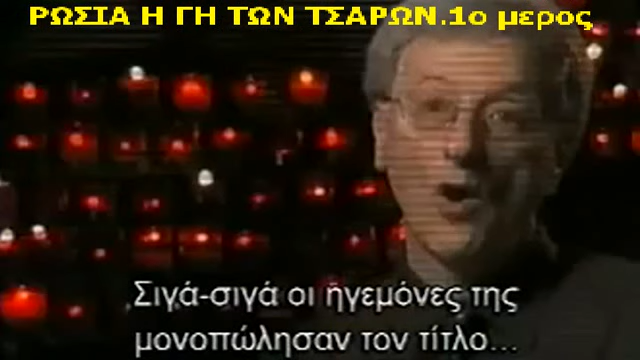 ΡΩΣΙΑ Η ΓΗ ΤΩΝ ΤΣΑΡΩΝ.1ο μερος
Σιγά-σιγά οι ηγεμόνες της
μονοπώλησαν τον τίτλο...